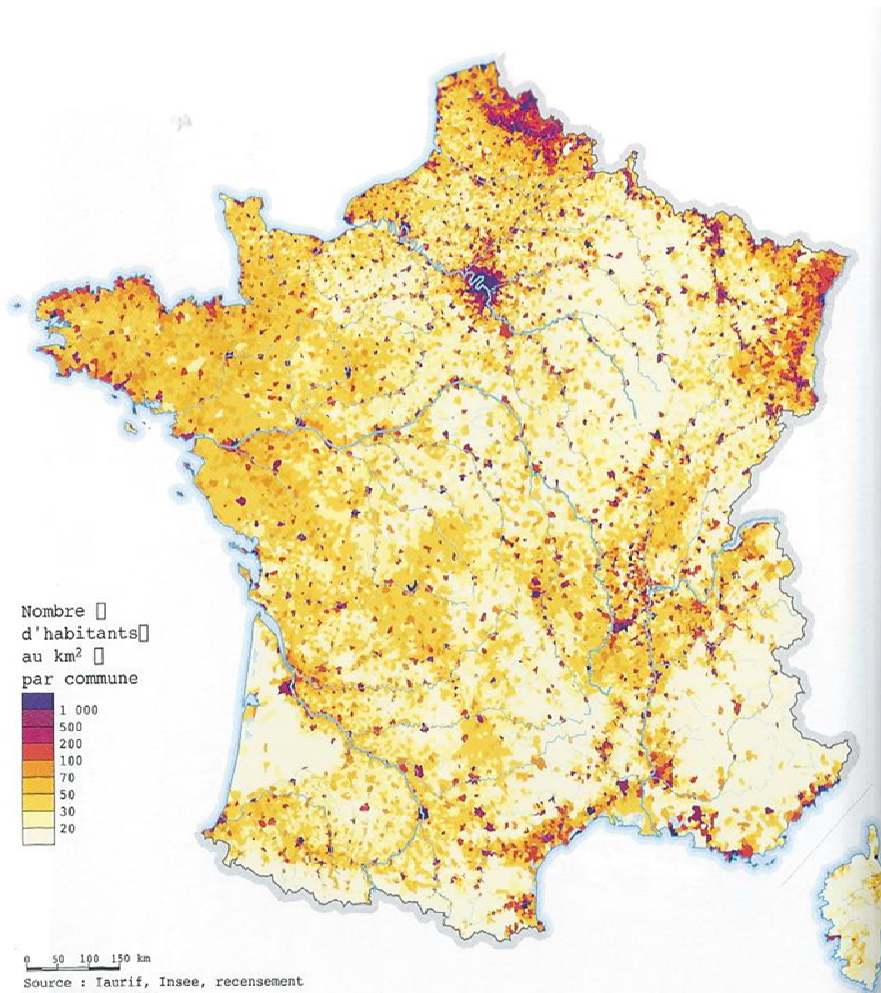 Nombre ▯
d'habitants▯
au km² ▯
par commune
1 000
500
200
100
70
50
30
20
0 50 100 150 km
Source : Iaurif, Insee, recensement